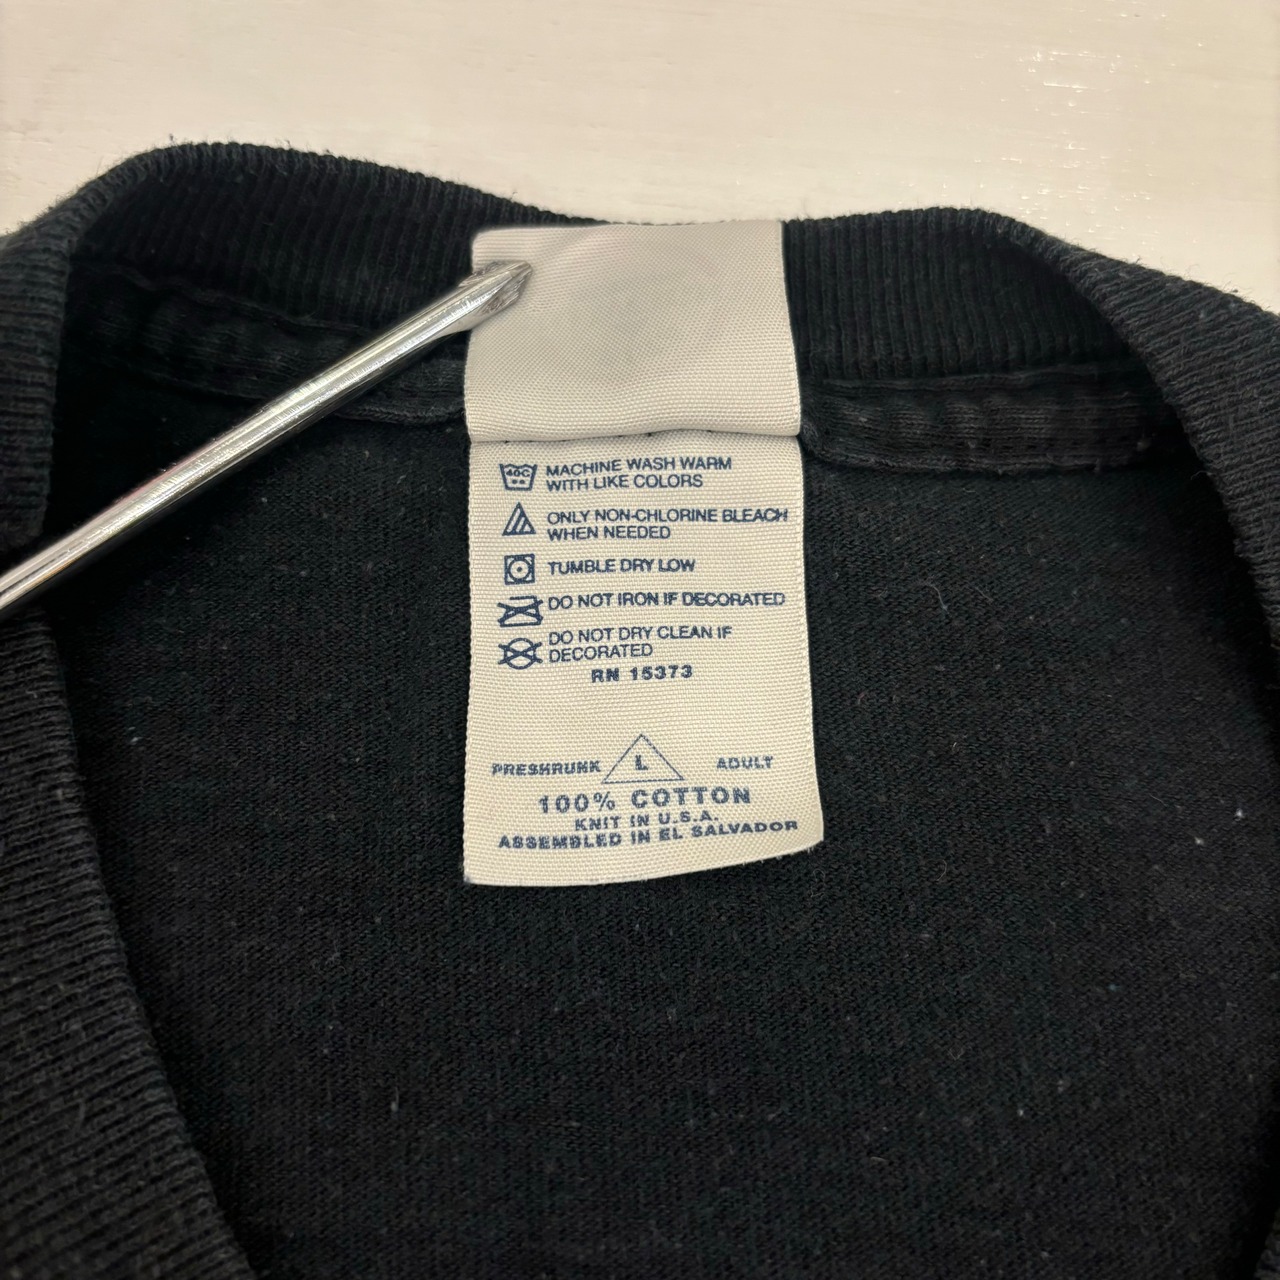 40C
MACHINE WASH WARM
WITH LIKE COLORS
ONLY NON-CHLORINE BLEACH
WHEN NEEDED
TUMBLE DRY LOW
DO NOT IRON IF DECORATED
DO NOT DRY CLEAN IF
DECORATED
RN 15373
PRESHRUNK L ADULT
100% COTTON
KNIT IN U.S.A.
ASSEMBLED IN EL SALVADOR